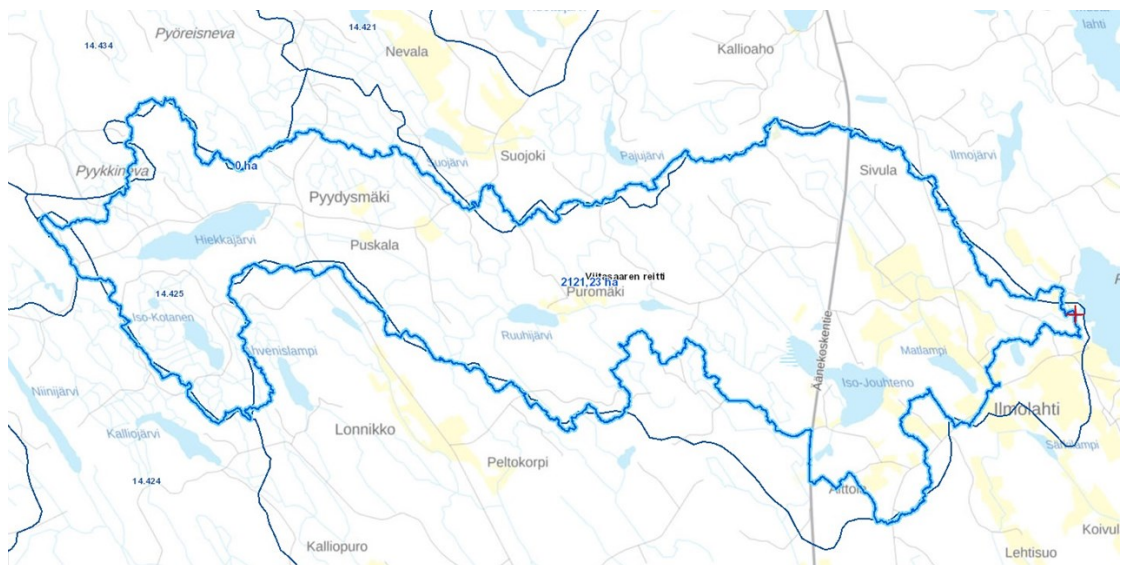 14.421
lahti
Pyöreisneva
14.434
Nevala
Kallioaho
Suojärvi
Suojoki
Pajujärvi
Ilmojärvi
Sivula
0 ha
Pyykkineva
Pyydysmäki
Hiekkajärvi
Puskala
Viitasaaren reitti
2121,23 ha
Puromäki
14.425
Iso-Kotanen
Ruuhijärvi
Äänekoskentie
hvenislampi
Matlampi
Iso-Jouhteno
Niinijärvi
Ilmolahti
Lonnikko
Kalliojärvi
Särkilampi
Peltokorpi
14.424
Aittola
Koivul
Kalliopuro
Lehtisuo